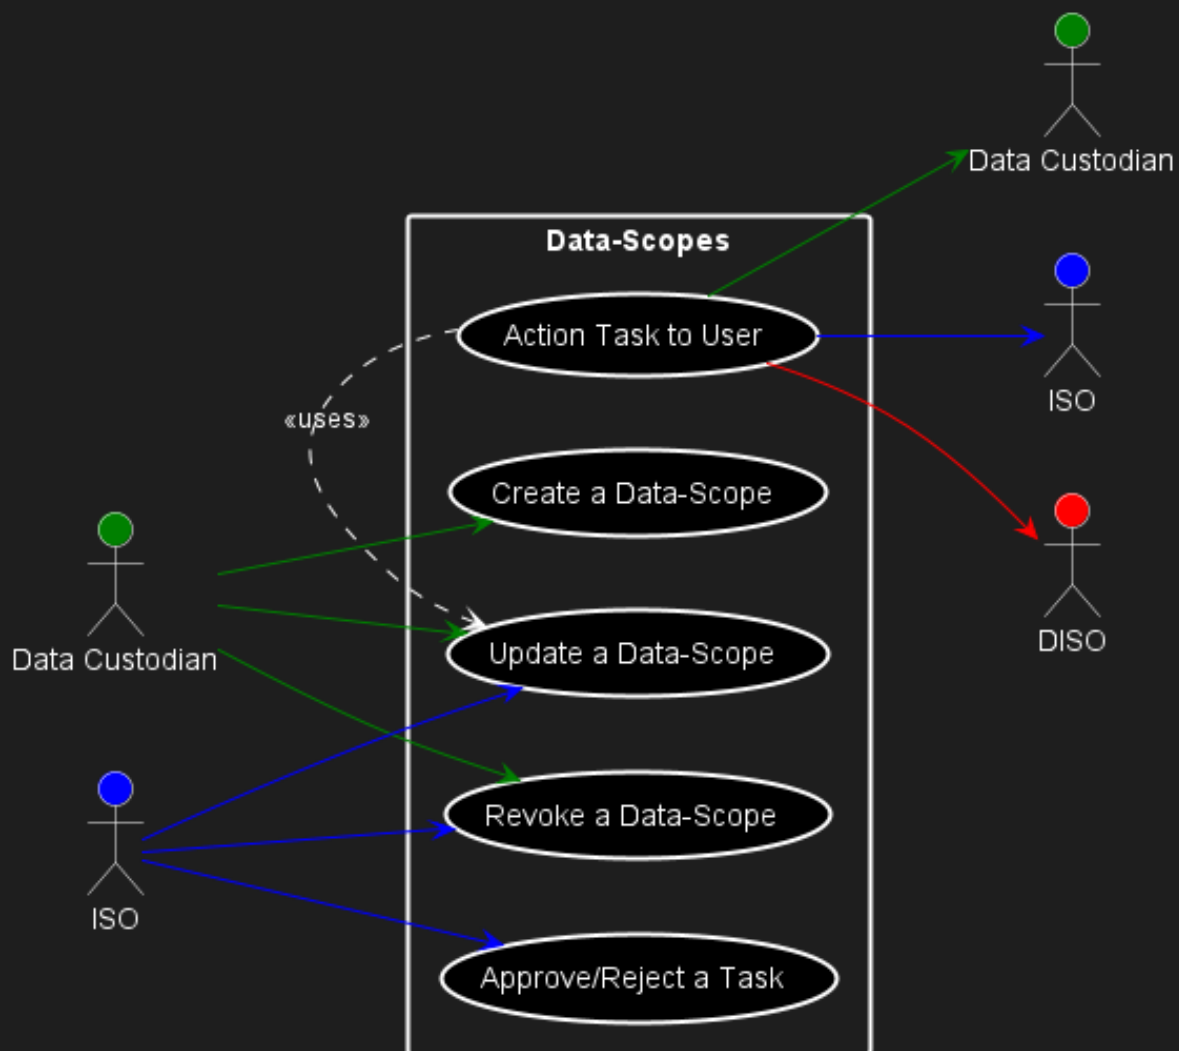 Data Custodian
Data-Scopes
Action Task to User
ISO
«uses»
Create a Data-Scope
DISO
Data Custodian
Update a Data-Scope
Revoke a Data-Scope
ISO
Approve/Reject a Task